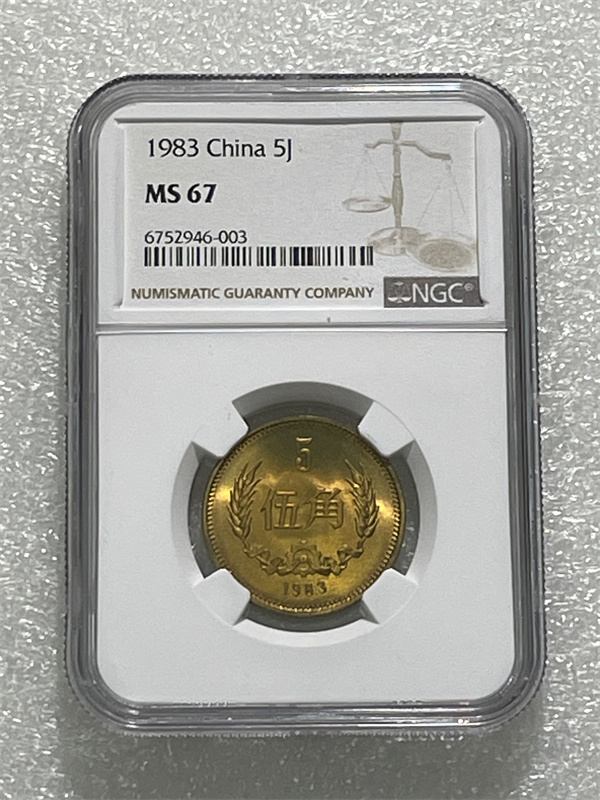 1983 China 5J
MS 67
6752946-003
NUMISMATIC GUARANTY COMPANY NGC®
5
伍角
1983